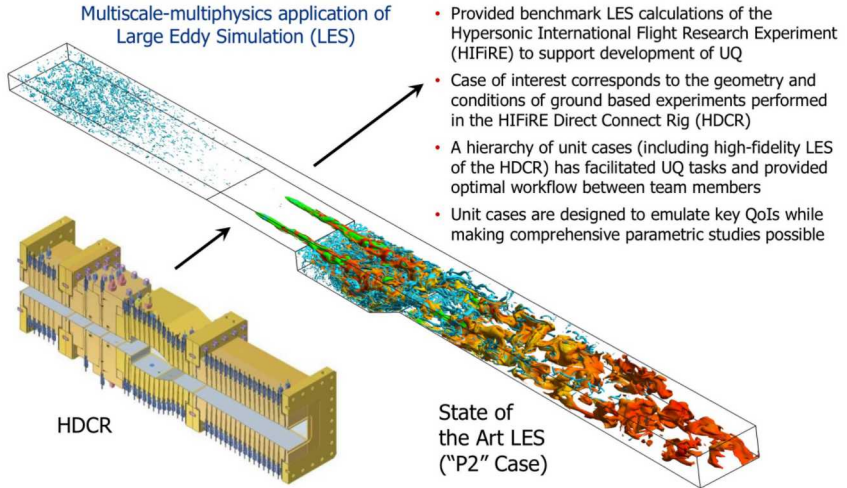 Multiscale-multiphysics application of
Large Eddy Simulation (LES)
• Provided benchmark LES calculations of the
Hypersonic International Flight Research Experiment
(HIFiRE) to support development of UQ
• Case of interest corresponds to the geometry and
conditions of ground based experiments performed
in the HIFiRE Direct Connect Rig (HDCR)
• A hierarchy of unit cases (including high-fidelity LES
of the HDCR) has facilitated UQ tasks and provided
optimal workflow between team members
• Unit cases are designed to emulate key QoIs while
making comprehensive parametric studies possible
HDCR
State of
the Art LES
("P2" Case)